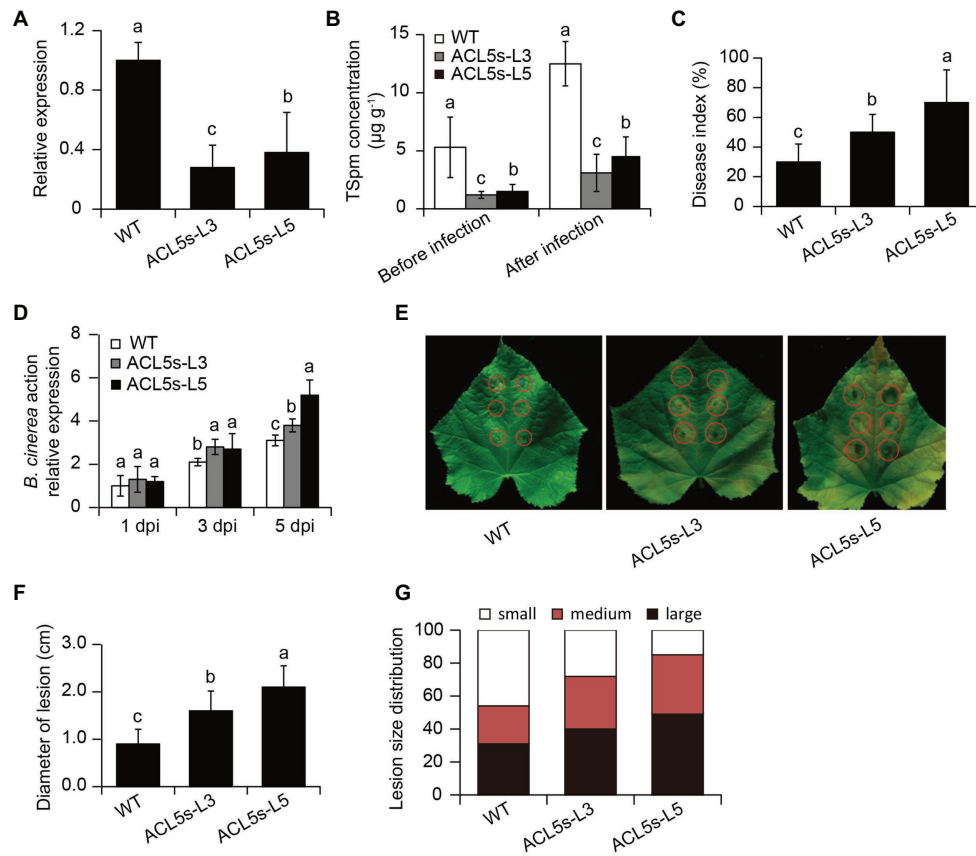 A
Relative expression
1.2
0.8
0.4
0
a
c
b
WT
ACL5s-L3
ACL5s-L5
B
TSpm concentration
(µg g⁻¹)
15
10
5
0
WT
ACL5s-L3
ACL5s-L5
a
c
b
a
c
b
Before infection
After infection
C
Disease index (%)
100
80
60
40
20
0
c
b
a
WT
ACL5s-L3
ACL5s-L5
D
B. cinerea action
relative expression
8
6
4
2
0
WT
ACL5s-L3
ACL5s-L5
a
a
a
b
a
a
c
b
a
1 dpi
3 dpi
5 dpi
E
WT
ACL5s-L3
ACL5s-L5
F
Diameter of lesion (cm)
3.0
2.0
1.0
0.0
c
b
a
WT
ACL5s-L3
ACL5s-L5
G
small
medium
large
Lesion size distribution
100
80
60
40
20
0
WT
ACL5s-L3
ACL5s-L5